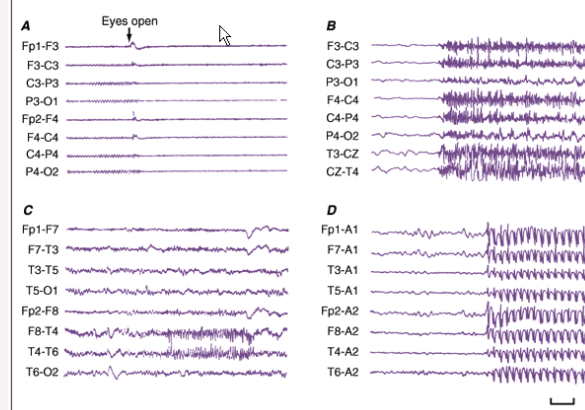 A
Eyes open
Fp1-F3
F3-C3
C3-P3
P3-O1
Fp2-F4
F4-C4
C4-P4
P4-O2
B
F3-C3
C3-P3
P3-O1
F4-C4
C4-P4
P4-O2
T3-CZ
CZ-T4
C
Fp1-F7
F7-T3
T3-T5
T5-O1
Fp2-F8
F8-T4
T4-T6
T6-O2
D
Fp1-A1
F7-A1
T3-A1
T5-A1
Fp2-A2
F8-A2
T4-A2
T6-A2